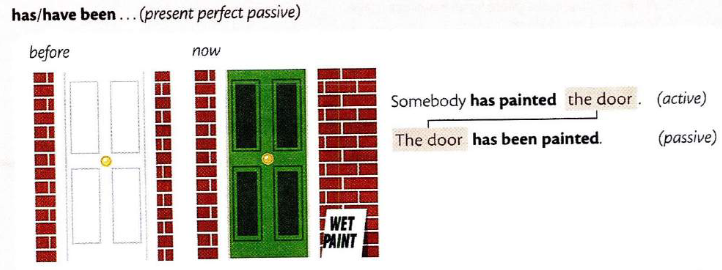 has/have been ... (present perfect passive)
before
now
Somebody has painted the door. (active)
The door has been painted. (passive)
WET
PAINT